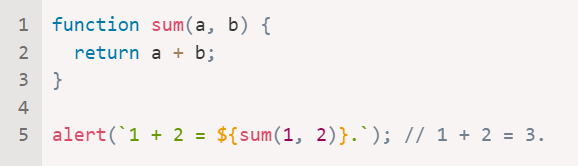 1 function sum(a, b) {
2   return a + b;
3 }
4
5 alert(`1 + 2 = ${sum(1, 2)}.`); // 1 + 2 = 3.